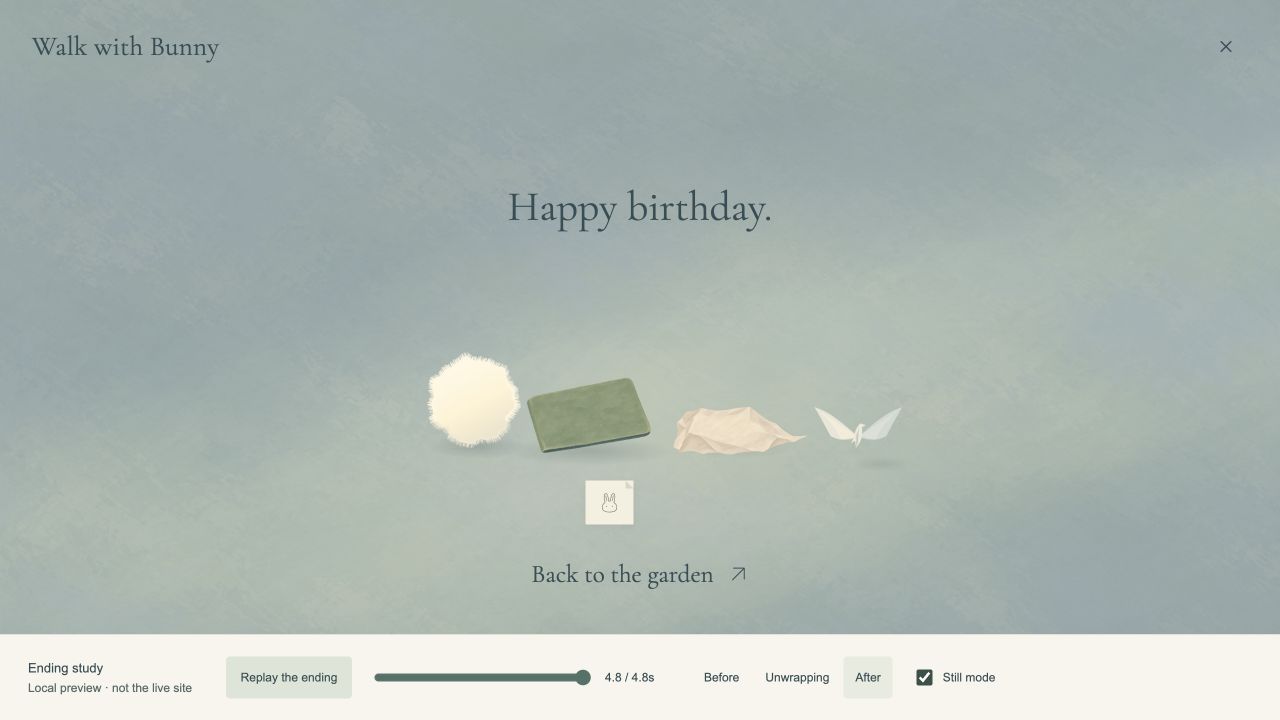 Walk with Bunny
Happy birthday.
Back to the garden
Ending study
Local preview · not the live site
Replay the ending
4.8 / 4.8s
Before
Unwrapping
After
Still mode